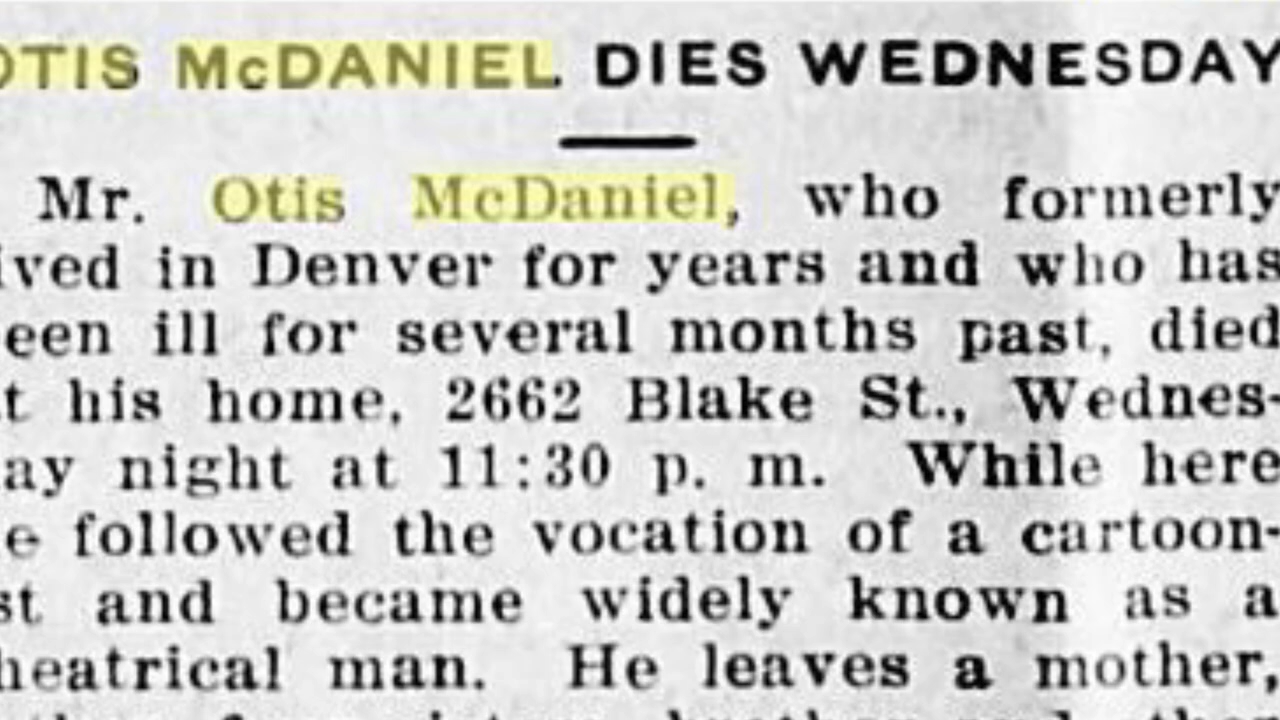 OTIS McDANIEL DIES WEDNESDAY
Mr. Otis McDaniel, who formerly
ived in Denver for years and who has
een ill for several months past, died
t his home, 2662 Blake St., Wednes-
ay night at 11:30 p. m. While here
e followed the vocation of a cartoon-
st and became widely known as a
heatrical man. He leaves a mother,